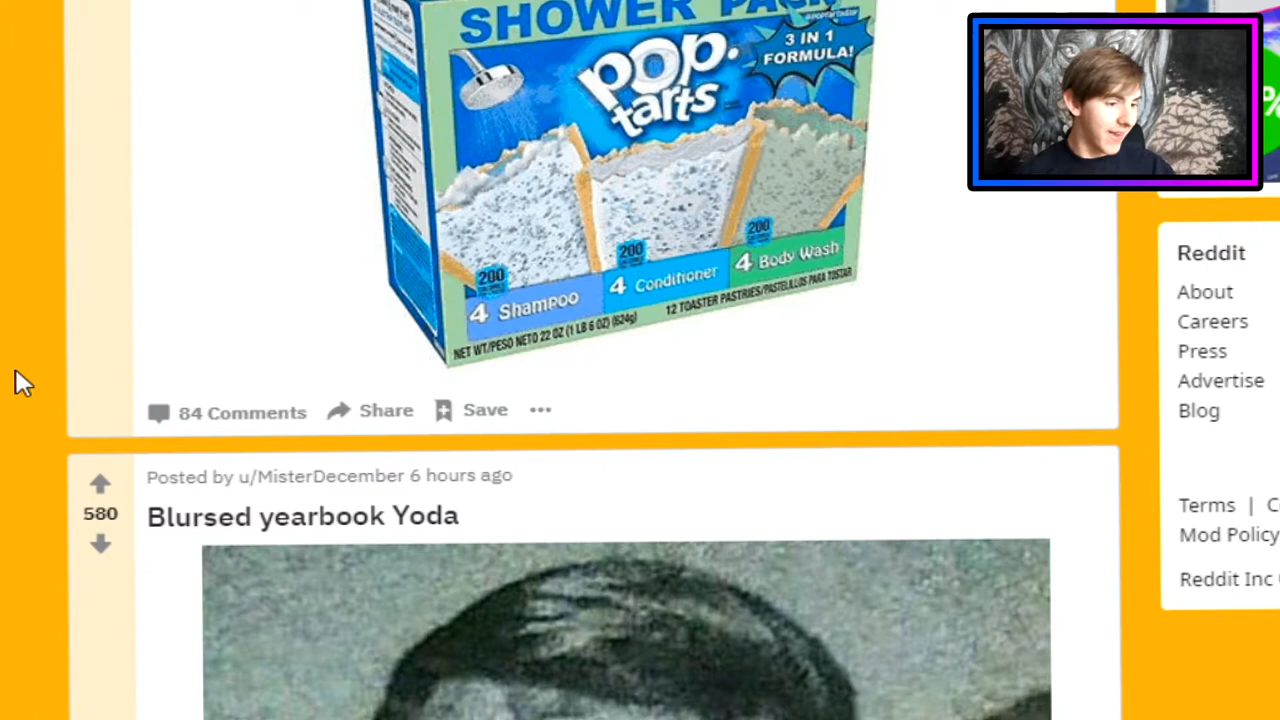 SHOWER PACK
3 IN 1
FORMULA!
pop.
tarts
200
200
200
4 Shampoo
4 Conditioner
4 Body Wash
NET WT/PESO NETO 22 OZ (1 LB 6 OZ) (624g)
12 TOASTER PASTRIES/PASTELILLOS PARA TOSTAR
84 Comments
Share
Save
Posted by u/MisterDecember 6 hours ago
580
Blursed yearbook Yoda
%
Reddit
About
Careers
Press
Advertise
Blog
Terms | C
Mod Policy
Reddit Inc